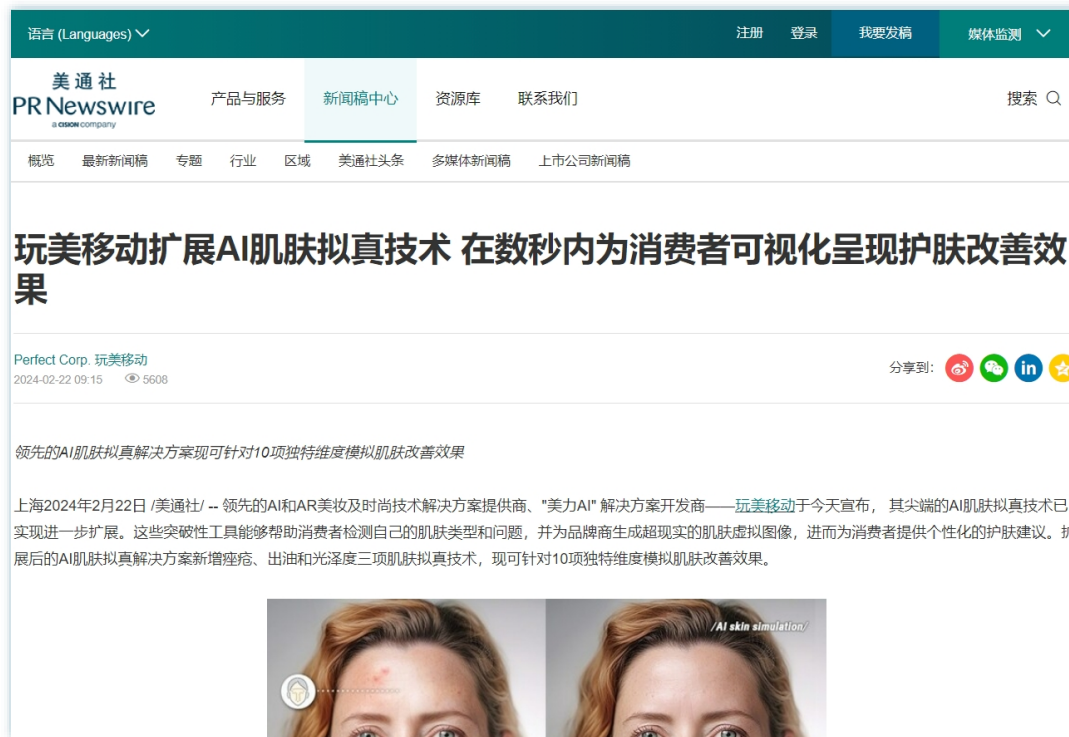 语言 (Languages)
注册
登录
我要发稿
媒体监测
美通社
PR Newswire
a CISION company
产品与服务
新闻稿中心
资源库
联系我们
搜索
概览
最新新闻稿
专题
行业
区域
美通社头条
多媒体新闻稿
上市公司新闻稿
玩美移动扩展AI肌肤拟真技术 在数秒内为消费者可视化呈现护肤改善效
果
Perfect Corp. 玩美移动
2024-02-22 09:15
5608
分享到:
in
领先的AI肌肤拟真解决方案现可针对10项独特维度模拟肌肤改善效果
上海2024年2月22日 /美通社/ -- 领先的AI和AR美妆及时尚技术解决方案提供商、"美力AI" 解决方案开发商——玩美移动于今天宣布， 其尖端的AI肌肤拟真技术已
实现进一步扩展。这些突破性工具能够帮助消费者检测自己的肌肤类型和问题，并为品牌商生成超现实的肌肤虚拟图像，进而为消费者提供个性化的护肤建议。
展后的AI肌肤拟真解决方案新增痘疮、出油和光泽度三项肌肤拟真技术，现可针对10项独特维度模拟肌肤改善效果。
/AI skin simulation/